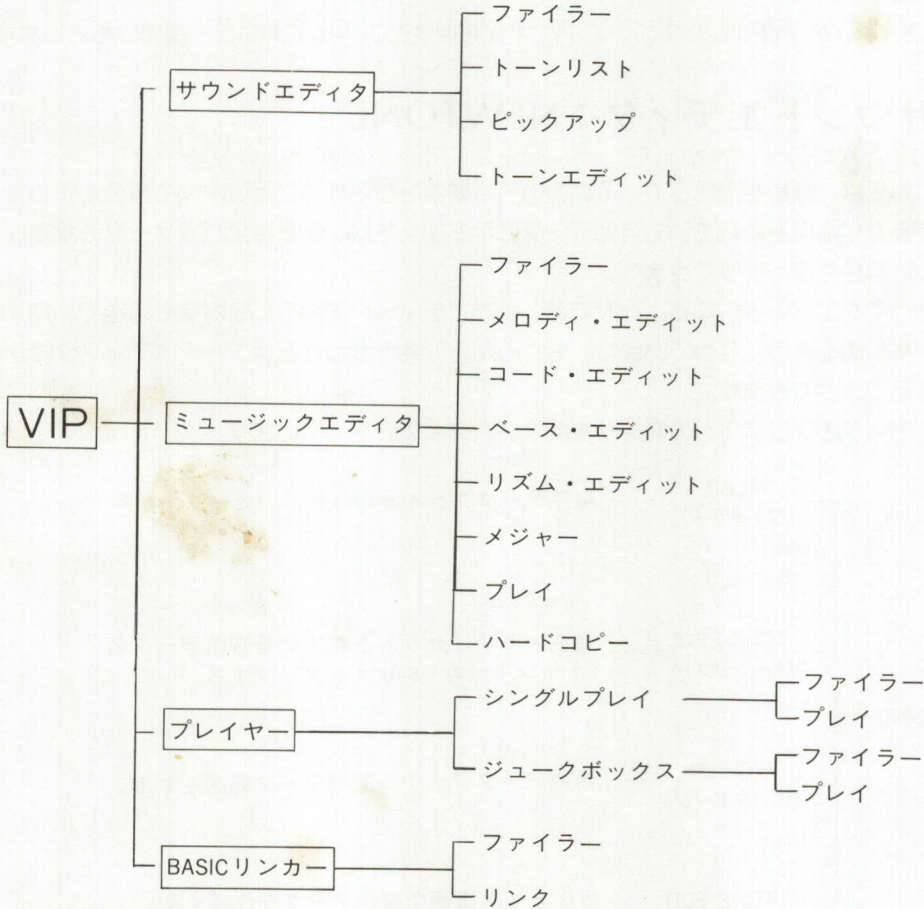 ファイラー
トーンリスト
サウンドエディタ
ピックアップ
トーンエディット
ファイラー
メロディ・エディット
コード・エディット
VIP
ミュージックエディタ
ベース・エディット
リズム・エディット
メジャー
プレイ
ハードコピー
プレイヤー
シングルプレイ
ファイラー
プレイ
ジュークボックス
ファイラー
プレイ
BASICリンカー
ファイラー
リンク